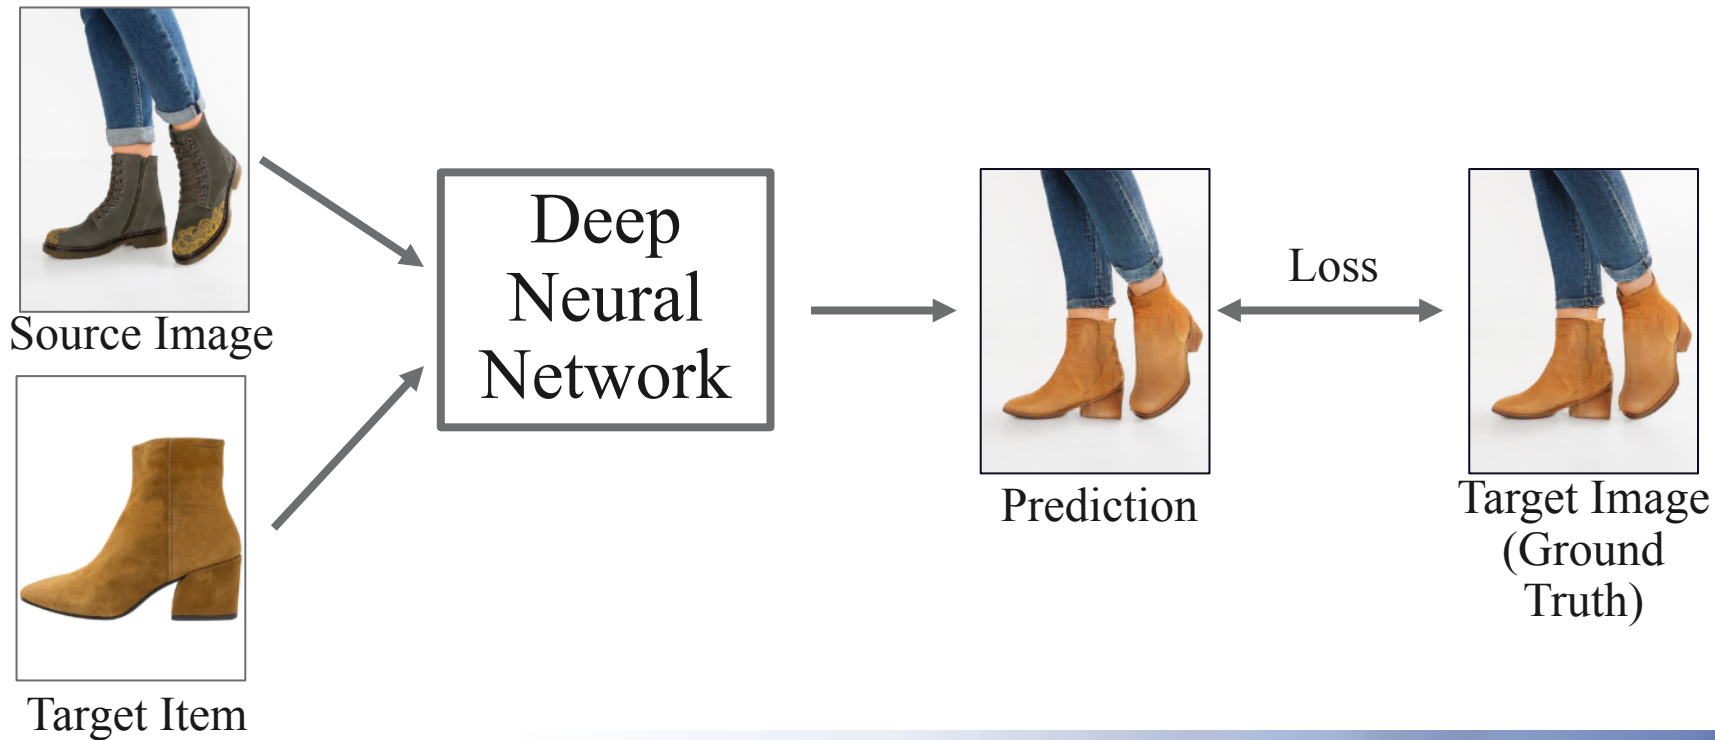 Source Image
Target Item
Deep
Neural
Network
Prediction
Loss
Target Image
(Ground
Truth)